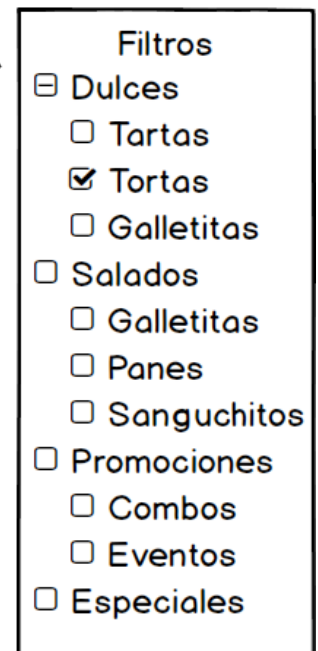 Filtros
Dulces
Tartas
Tortas
Galletitas
Salados
Galletitas
Panes
Sanguchitos
Promociones
Combos
Eventos
Especiales